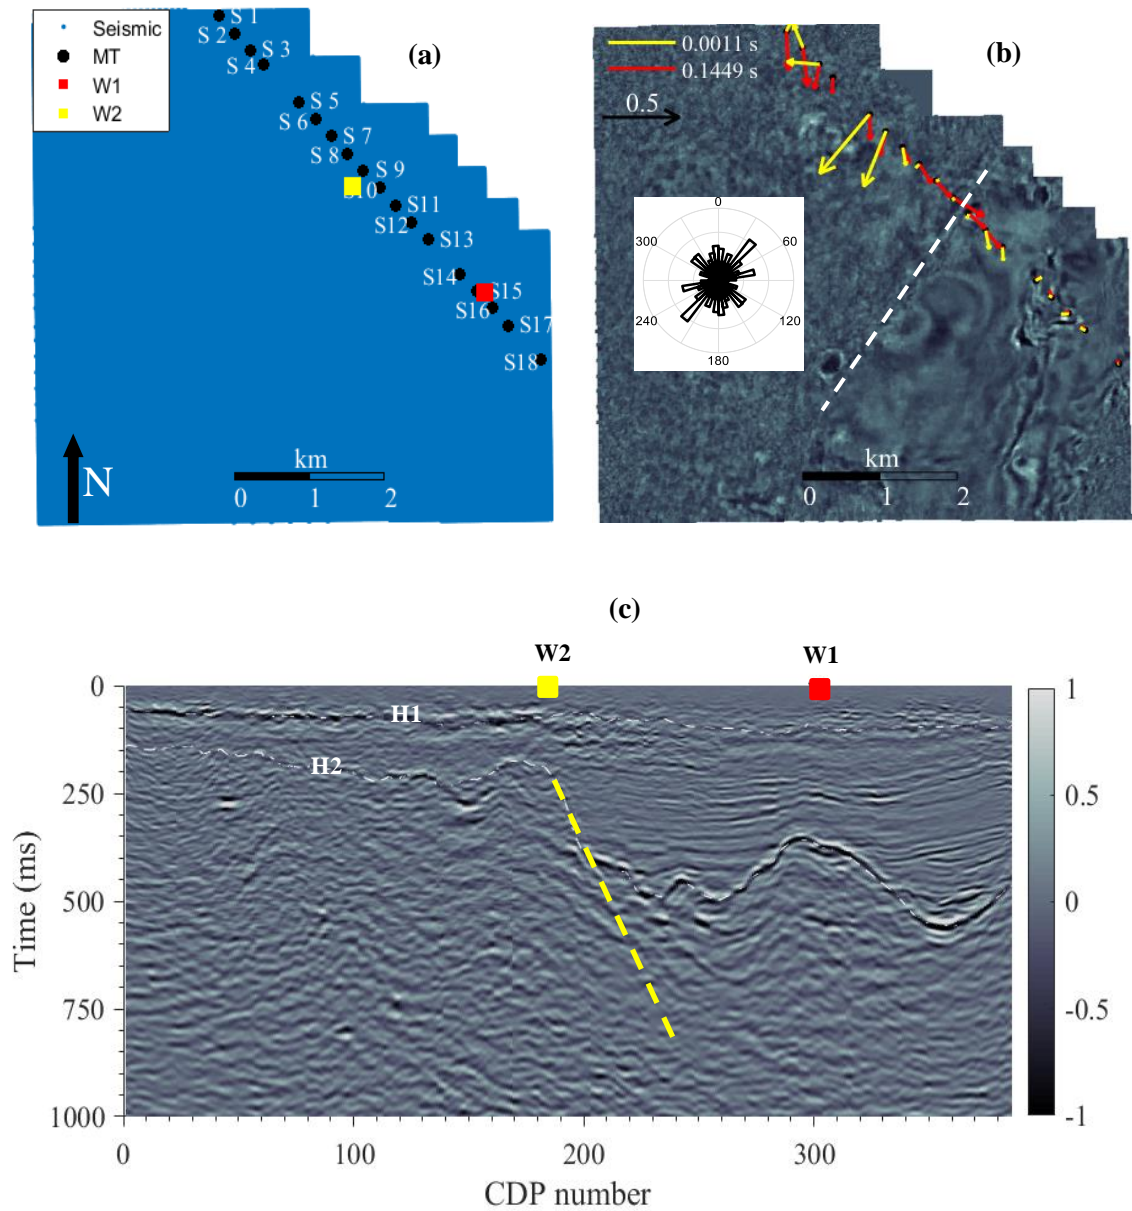 Seismic
MT
W1
W2
S 1
S 2
S 3
S 4
S 5
S 6
S 7
S 8
S 9
S10
S11
S12
S13
S14
S15
S16
S17
S18
(a)
N
km
0 1 2
(b)
0.0011 s
0.1449 s
0.5
0
300 60
240 120
180
km
0 1 2
(c)
W2 W1
H1
H2
0
250
500
750
1000
Time (ms)
0 100 200 300
CDP number
1
0.5
0
-0.5
-1